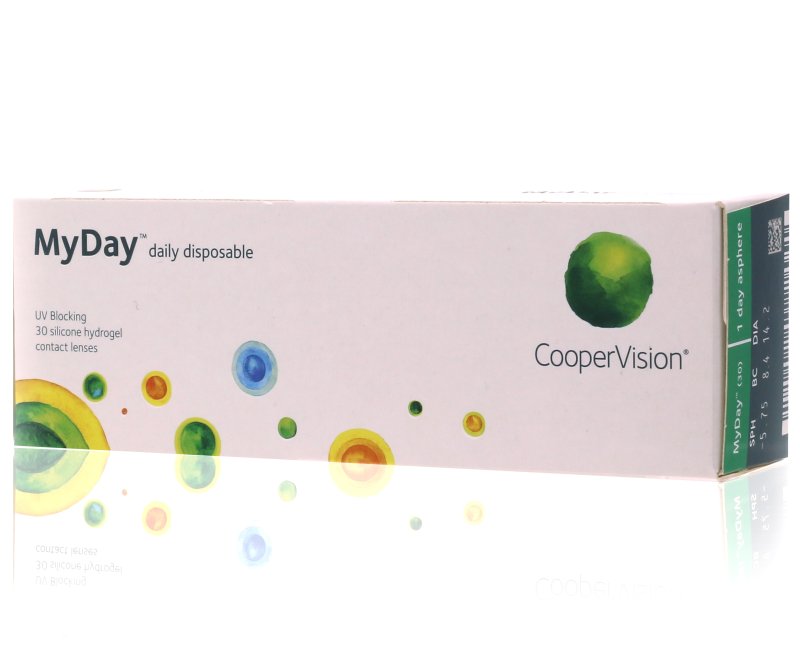 MyDay™ daily disposable
UV Blocking
30 silicone hydrogel
contact lenses
CooperVision®
MyDay™ (30) | 1 day asphere
SPH BC DIA
-5.75 8.4 14.2